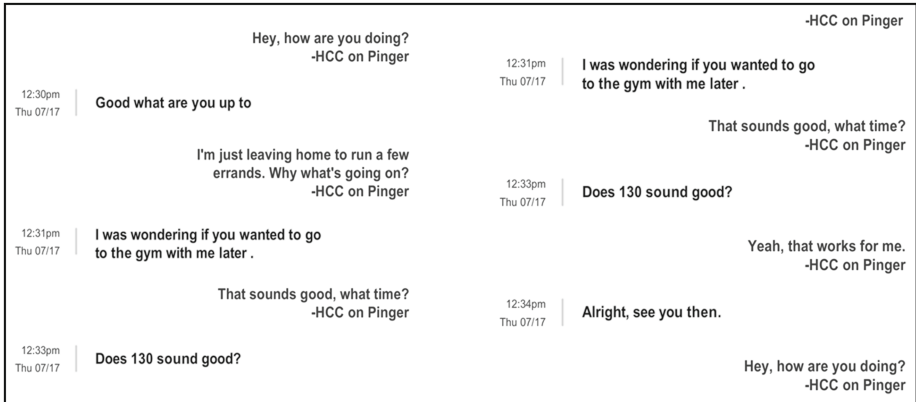 Hey, how are you doing?
-HCC on Pinger
12:30pm
Thu 07/17
Good what are you up to
I'm just leaving home to run a few
errands. Why what's going on?
-HCC on Pinger
12:31pm
Thu 07/17
I was wondering if you wanted to go
to the gym with me later .
That sounds good, what time?
-HCC on Pinger
12:33pm
Thu 07/17
Does 130 sound good?
-HCC on Pinger
12:31pm
Thu 07/17
I was wondering if you wanted to go
to the gym with me later .
That sounds good, what time?
-HCC on Pinger
12:33pm
Thu 07/17
Does 130 sound good?
Yeah, that works for me.
-HCC on Pinger
12:34pm
Thu 07/17
Alright, see you then.
Hey, how are you doing?
-HCC on Pinger